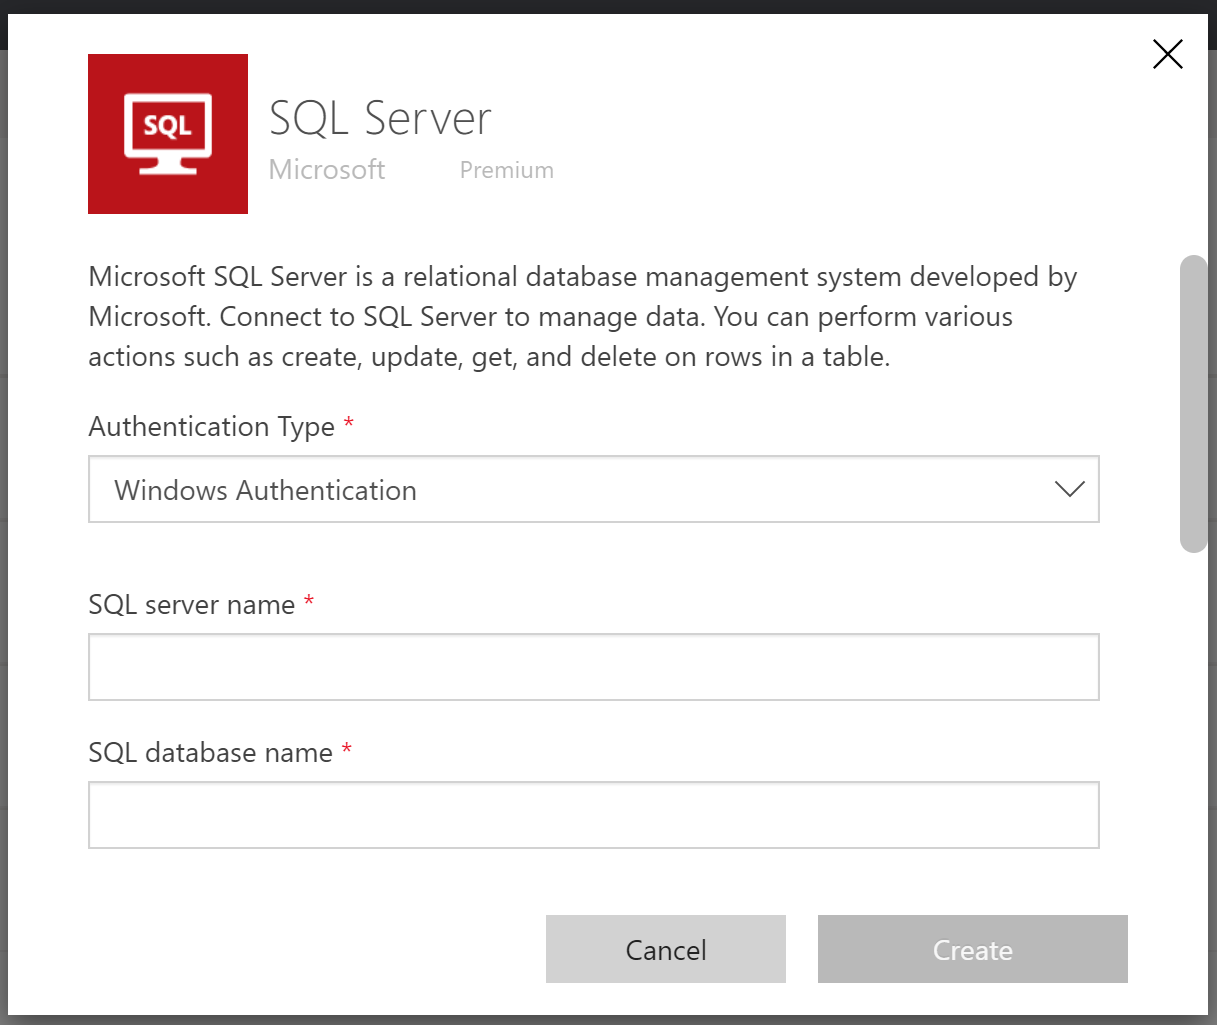 SQL
SQL Server
Microsoft Premium
Microsoft SQL Server is a relational database management system developed by
Microsoft. Connect to SQL Server to manage data. You can perform various
actions such as create, update, get, and delete on rows in a table.
Authentication Type *
Windows Authentication
SQL server name *
SQL database name *
Cancel Create